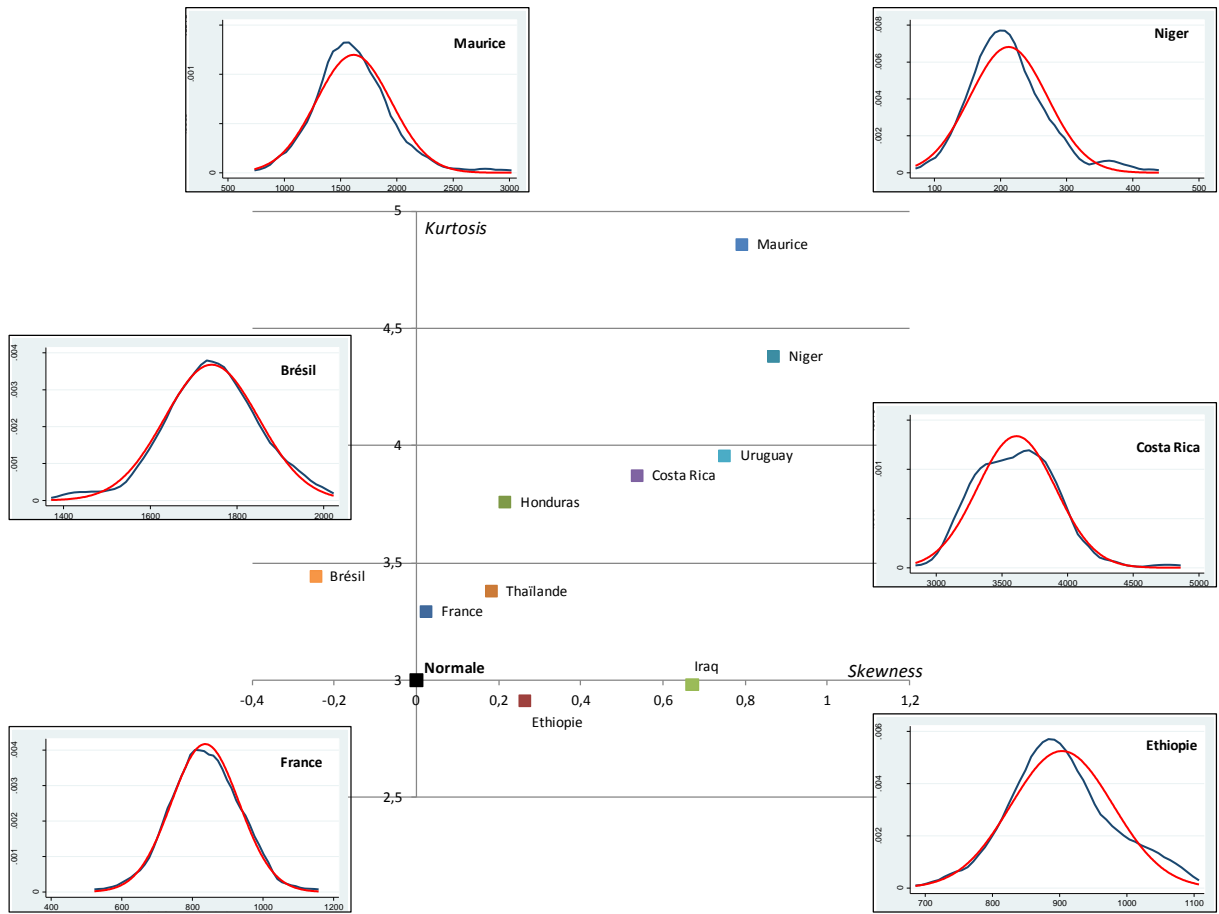 Maurice
.001
0
500 1000 1500 2000 2500 3000
Niger
.008
.006
.004
.002
0
100 200 300 400 500
5
Kurtosis
Maurice
4,5
Niger
Brésil
.004
.003
.002
.001
0
1400 1600 1800 2000
4
Uruguay
Costa Rica
Honduras
Costa Rica
.001
0
3000 3500 4000 4500 5000
3,5
Brésil
Thaïlande
France
Normale
Iraq
Skewness
3
-0,4 -0,2 0 0,2 0,4 0,6 0,8 1 1,2
Ethiopie
France
.004
.003
.002
.001
0
400 600 800 1000 1200
2,5
Ethiopie
.006
.004
.002
0
700 800 900 1000 1100